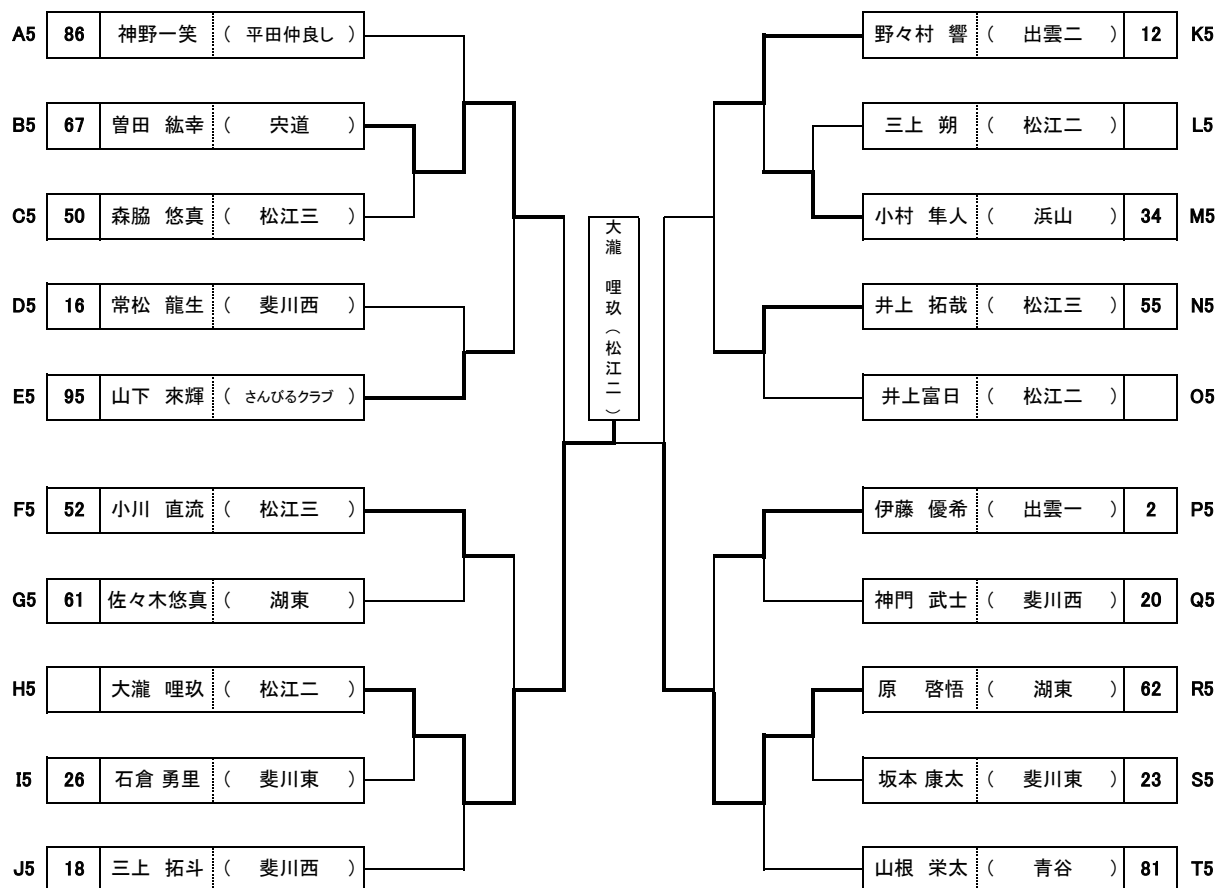 A5 86 神野一笑 ( 平田仲良し )
B5 67 曽田 紘幸 ( 宍道 )
C5 50 森脇 悠真 ( 松江三 )
D5 16 常松 龍生 ( 斐川西 )
E5 95 山下 來輝 ( さんびるクラブ )
F5 52 小川 直流 ( 松江三 )
G5 61 佐々木悠真 ( 湖東 )
H5 大瀧 哩玖 ( 松江二 )
I5 26 石倉 勇里 ( 斐川東 )
J5 18 三上 拓斗 ( 斐川西 )
大瀧 哩玖(松江二)
野々村 響 ( 出雲二 ) 12 K5
三上 朔 ( 松江二 ) L5
小村 隼人 ( 浜山 ) 34 M5
井上 拓哉 ( 松江三 ) 55 N5
井上富日 ( 松江二 ) O5
伊藤 優希 ( 出雲一 ) 2 P5
神門 武士 ( 斐川西 ) 20 Q5
原 啓悟 ( 湖東 ) 62 R5
坂本 康太 ( 斐川東 ) 23 S5
山根 栄太 ( 青谷 ) 81 T5